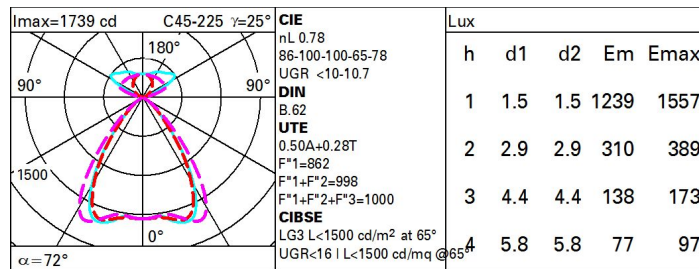 Imax=1739 cd C45-225 γ=25°
180°
90° 90°
1500
0°
α=72°
CIE
nL 0.78
86-100-100-65-78
UGR <10-10.7
DIN
B.62
UTE
0.50A+0.28T
F"1=862
F"1+F"2=998
F"1+F"2+F"3=1000
CIBSE
LG3 L<1500 cd/m² at 65°
UGR<16 | L<1500 cd/mq @65°
Lux
h d1 d2 Em Emax
1 1.5 1.5 1239 1557
2 2.9 2.9 310 389
3 4.4 4.4 138 173
4 5.8 5.8 77 97